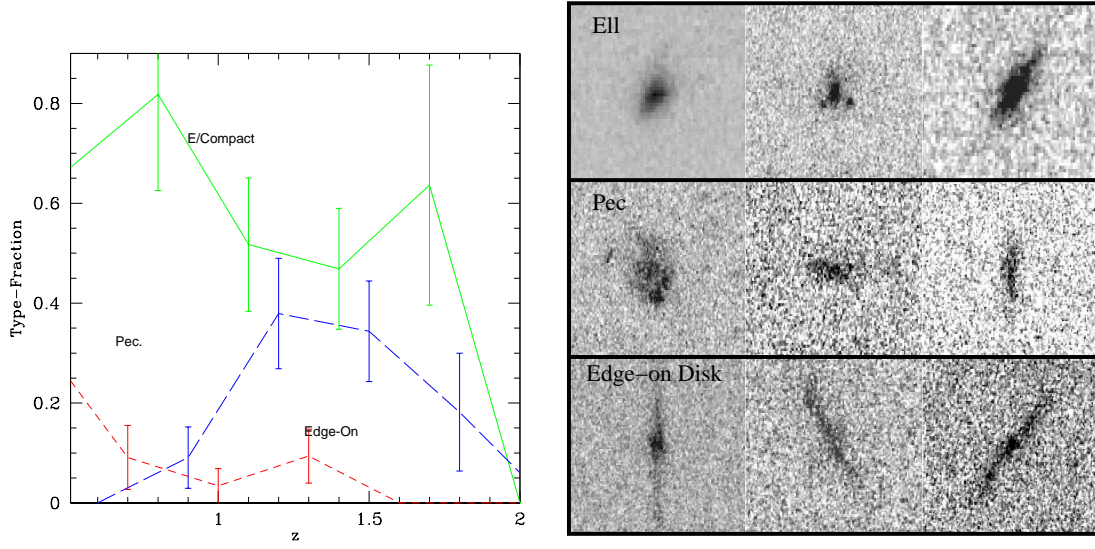 0.8
0.6
0.4
0.2
0
1
1.5
2
Type-Fraction
z
E/Compact
Pec.
Edge-On
Ell
Pec
Edge-on Disk